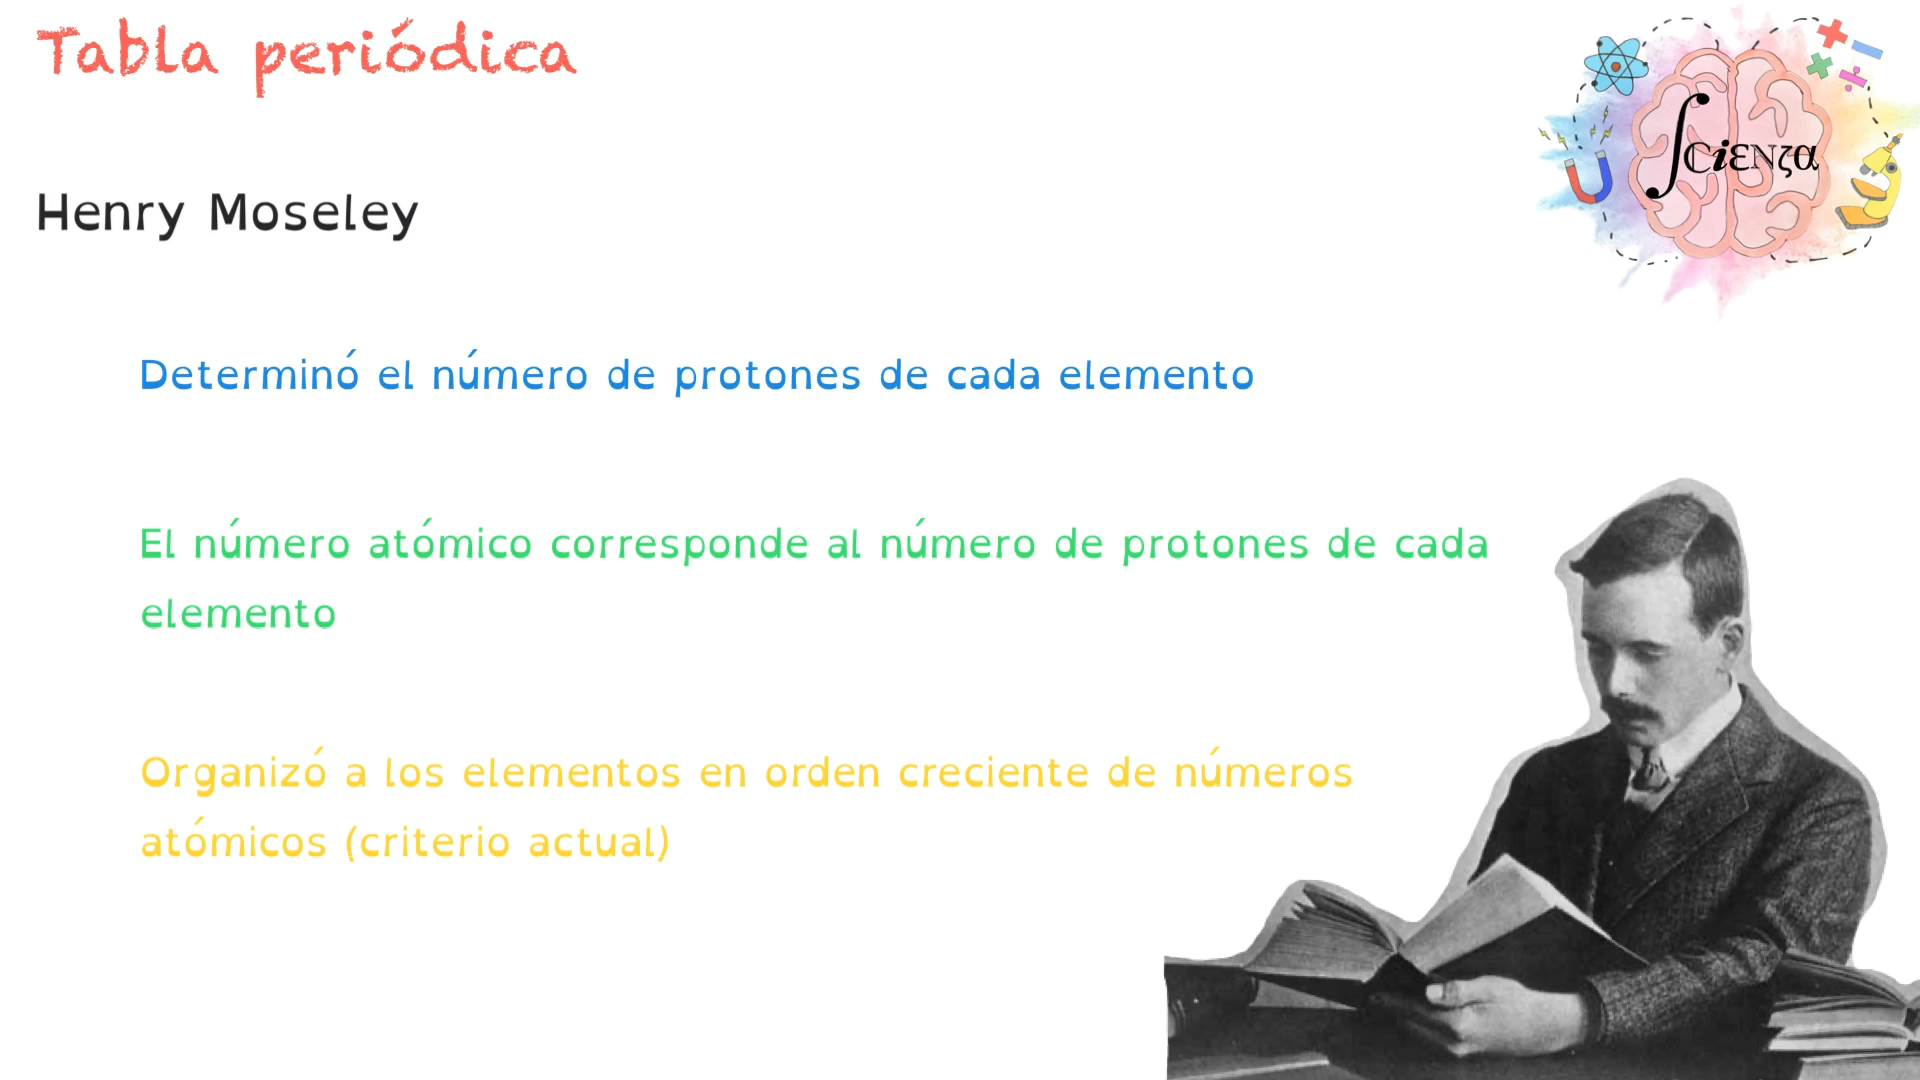 Tabla periódica
Henry Moseley
Determinó el número de protones de cada elemento
El número atómico corresponde al número de protones de cada
elemento
Organizó a los elementos en orden creciente de números
atómicos (criterio actual)
∫CiεNζα